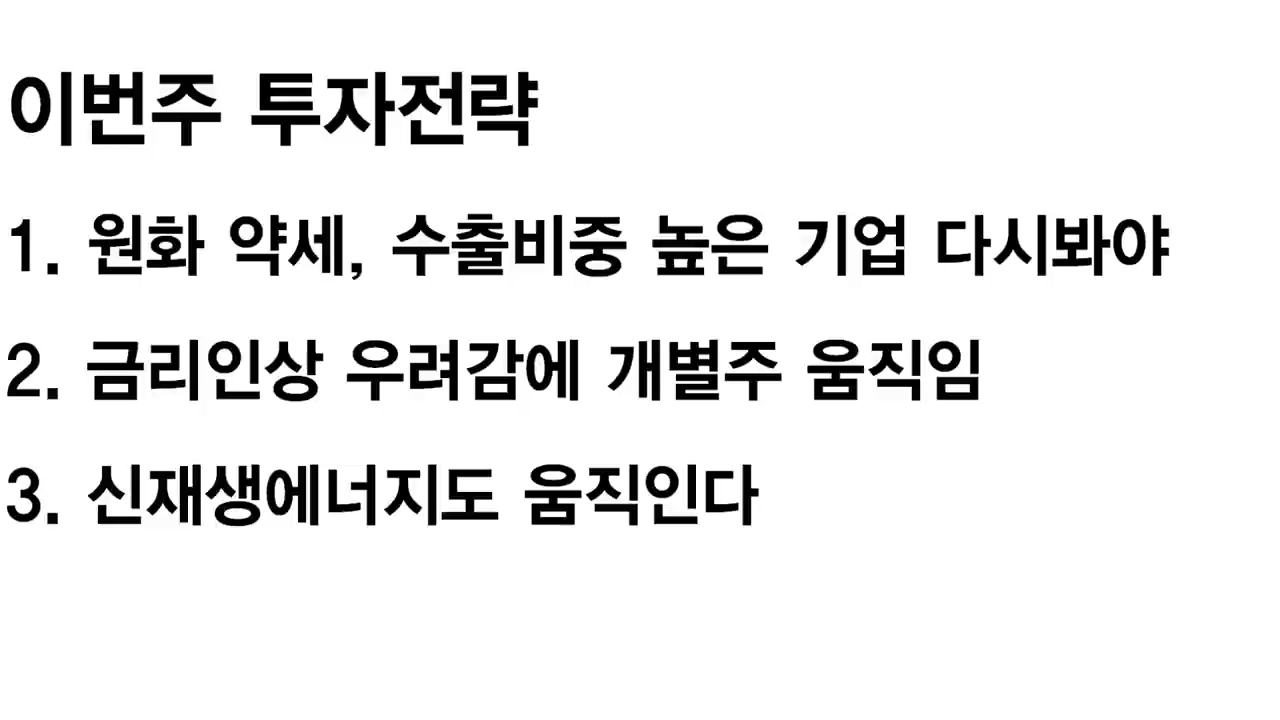 이번주 투자전략
1. 원화 약세, 수출비중 높은 기업 다시봐야
2. 금리인상 우려감에 개별주 움직임
3. 신재생에너지도 움직인다